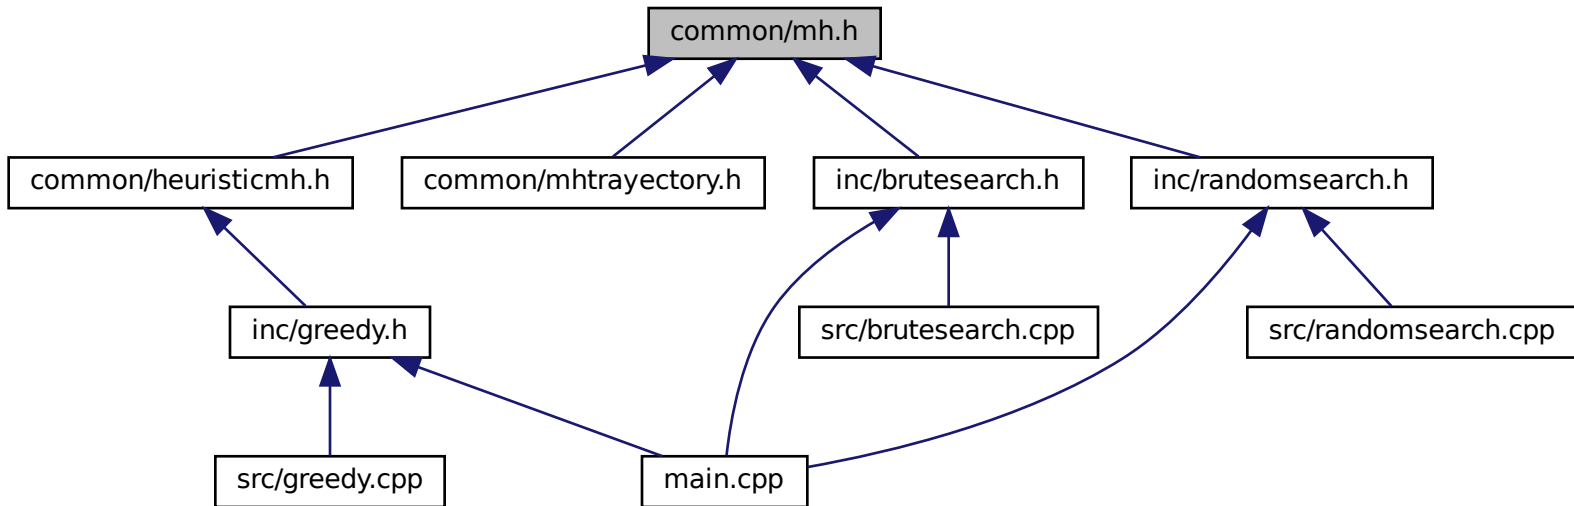 common/mh.h
common/heuristicmh.h
common/mhtrayectory.h
inc/brutesearch.h
inc/randomsearch.h
inc/greedy.h
src/brutesearch.cpp
src/randomsearch.cpp
src/greedy.cpp
main.cpp